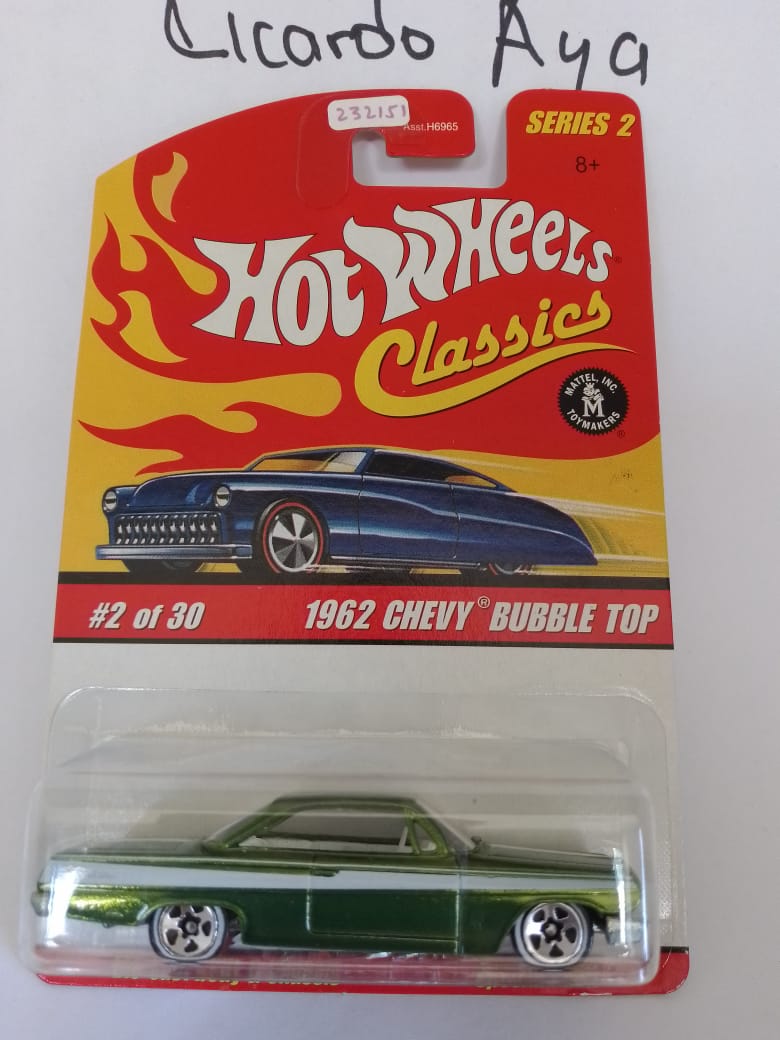 Ricardo Aya
232151
Asst.H6965
SERIES 2
8+
HOT WHEELS®
Classics
MATTEL, INC.
M
TOYMAKERS
®
#2 of 30
1962 CHEVY® BUBBLE TOP